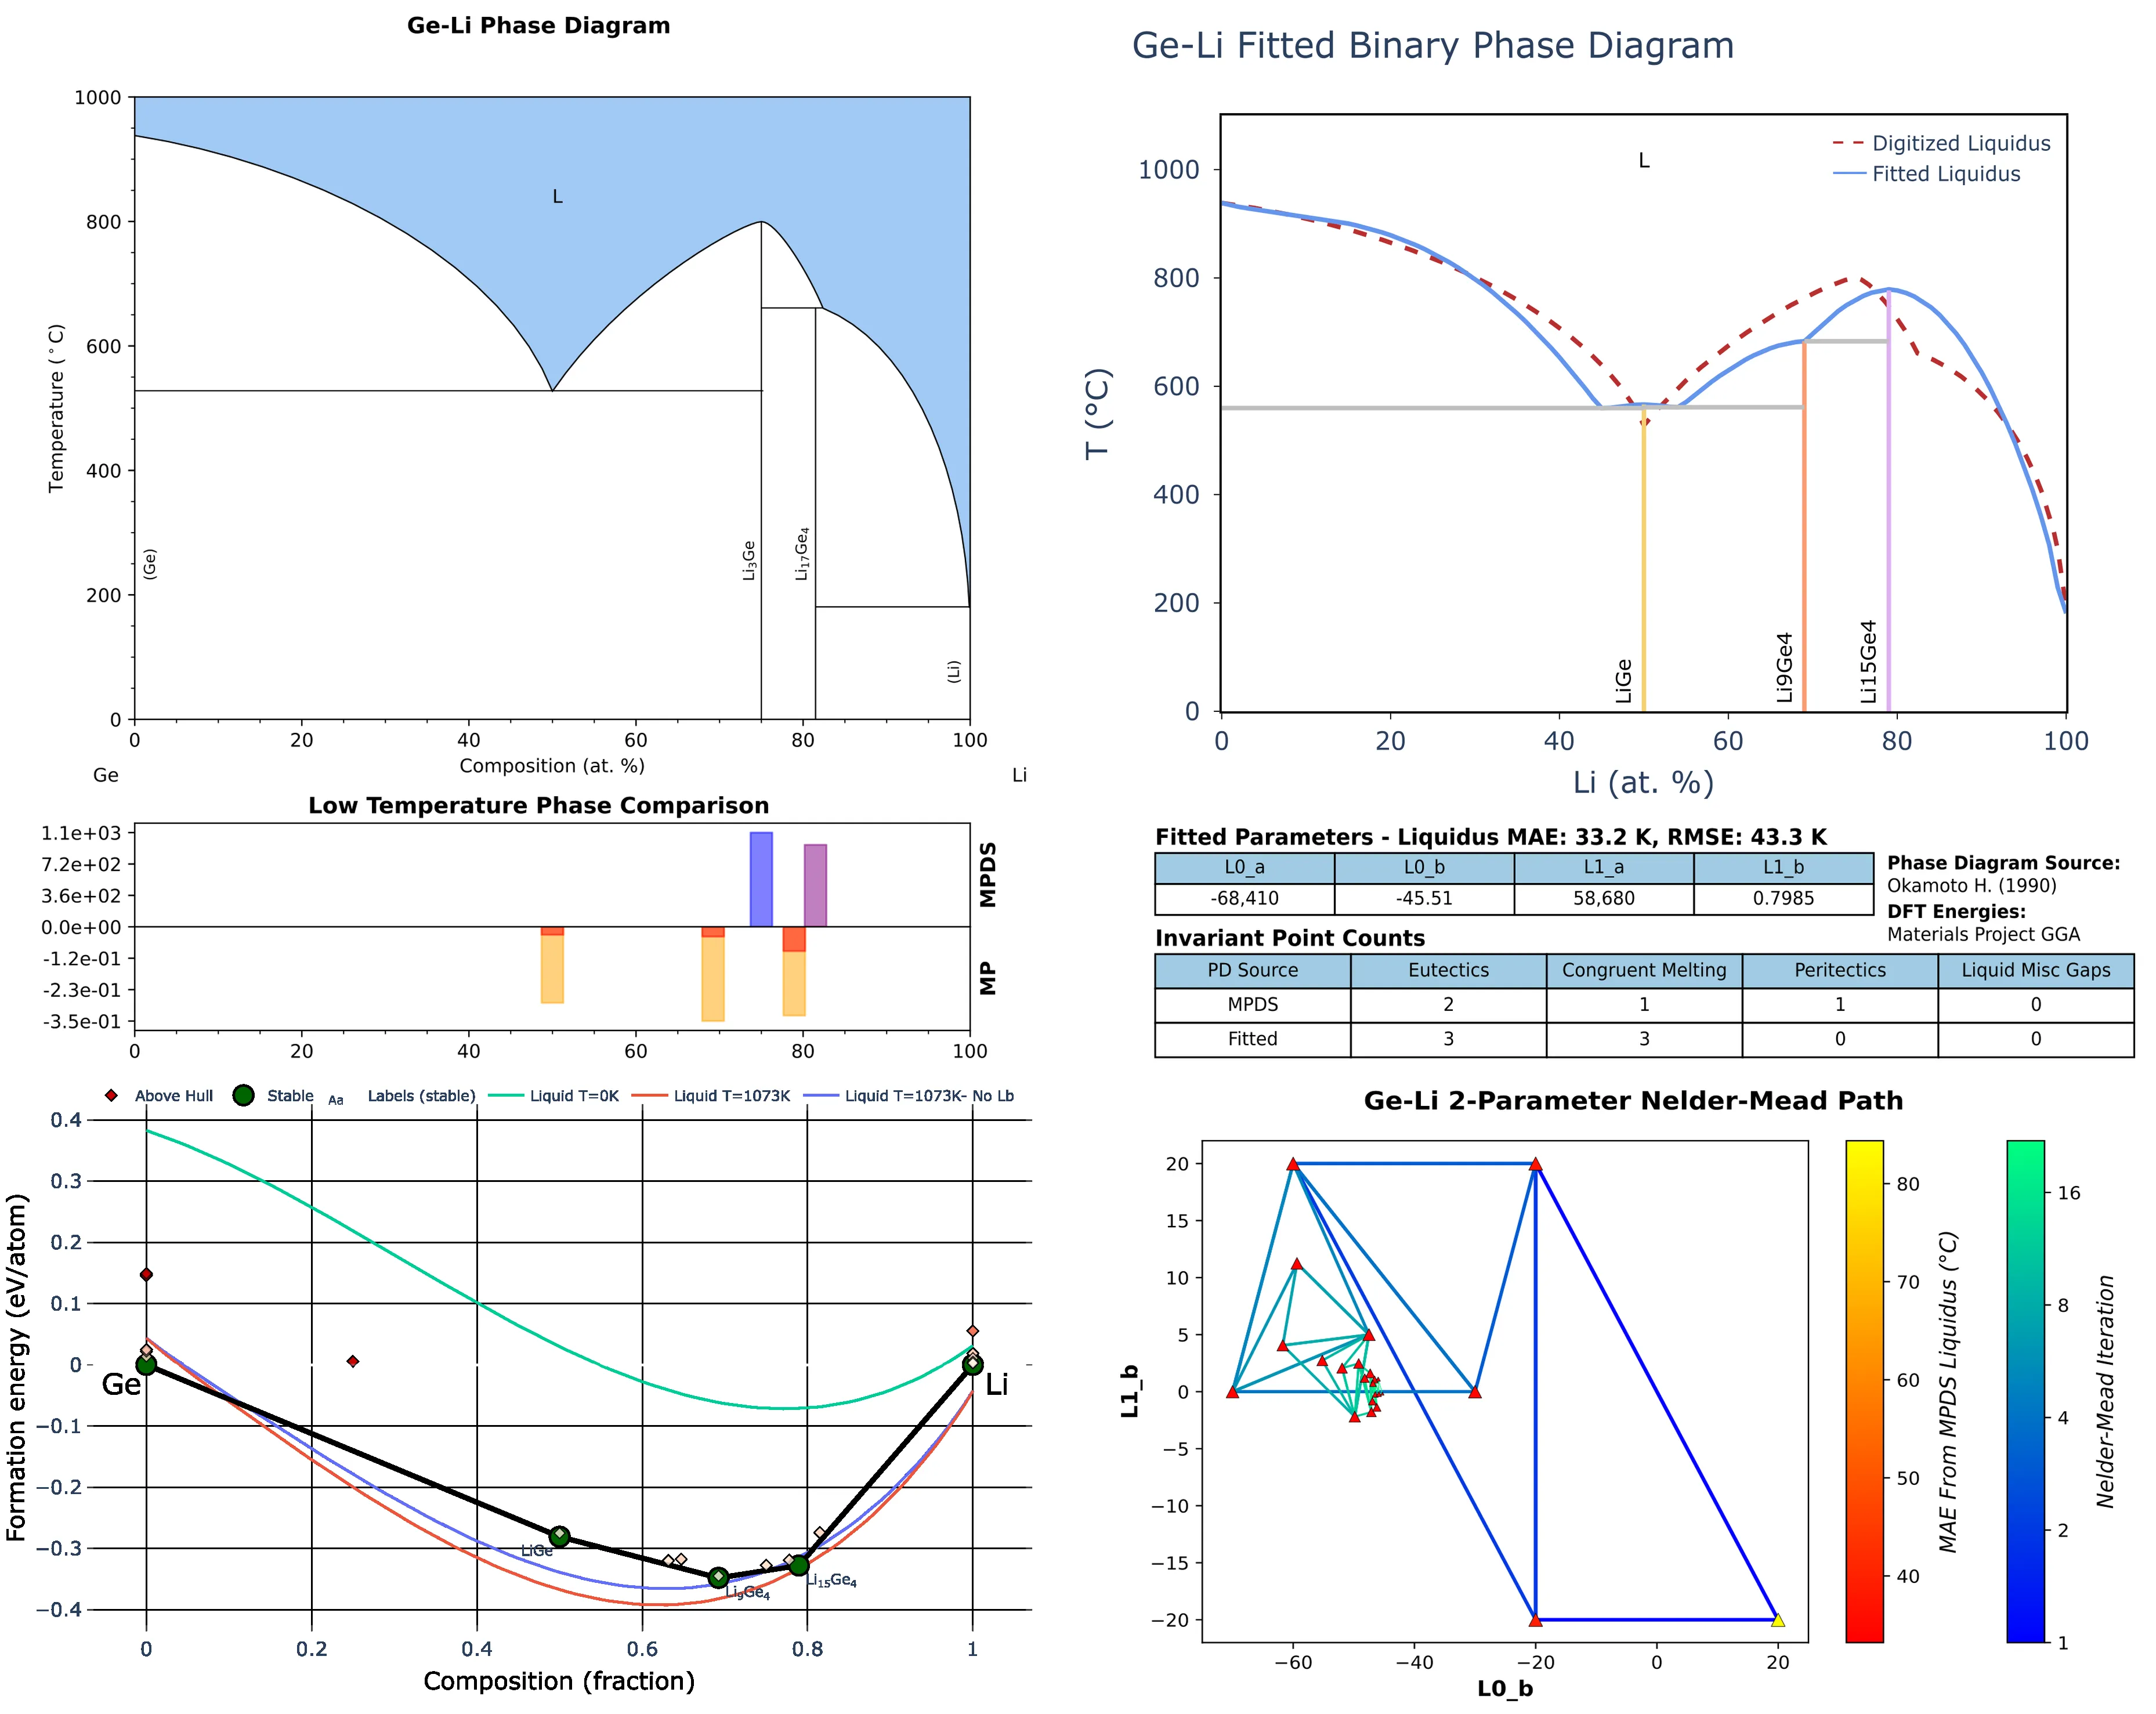 Ge-Li Phase Diagram
1000
800
600
400
200
0
Temperature (°C)
L
(Ge)
Li3Ge
Li17Ge4
(Li)
0 20 40 60 80 100
Composition (at. %)
Ge Li
Ge-Li Fitted Binary Phase Diagram
Digitized Liquidus
Fitted Liquidus
L
1000
800
600
400
200
0
T (°C)
LiGe
Li9Ge4
Li15Ge4
0 20 40 60 80 100
Li (at. %)
Low Temperature Phase Comparison
1.1e+03
7.2e+02
3.6e+02
0.0e+00
-1.2e-01
-2.3e-01
-3.5e-01
MPDS
MP
0 20 40 60 80 100
Fitted Parameters - Liquidus MAE: 33.2 K, RMSE: 43.3 K
L0_a L0_b L1_a L1_b
-68,410 -45.51 58,680 0.7985
Phase Diagram Source:
Okamoto H. (1990)
DFT Energies:
Materials Project GGA
Invariant Point Counts
PD Source Eutectics Congruent Melting Peritectics Liquid Misc Gaps
MPDS 2 1 1 0
Fitted 3 3 0 0
Above Hull Stable Aa Labels (stable) Liquid T=0K Liquid T=1073K Liquid T=1073K- No Lb
0.4
0.3
0.2
0.1
0
−0.1
−0.2
−0.3
−0.4
Formation energy (eV/atom)
Ge
Li
LiGe
Li9Ge4
Li15Ge4
0 0.2 0.4 0.6 0.8 1
Composition (fraction)
Ge-Li 2-Parameter Nelder-Mead Path
20
15
10
5
0
−5
−10
−15
−20
L1_b
−60 −40 −20 0 20
L0_b
80
70
60
50
40
MAE From MPDS Liquidus (°C)
16
8
4
2
1
Nelder-Mead Iteration